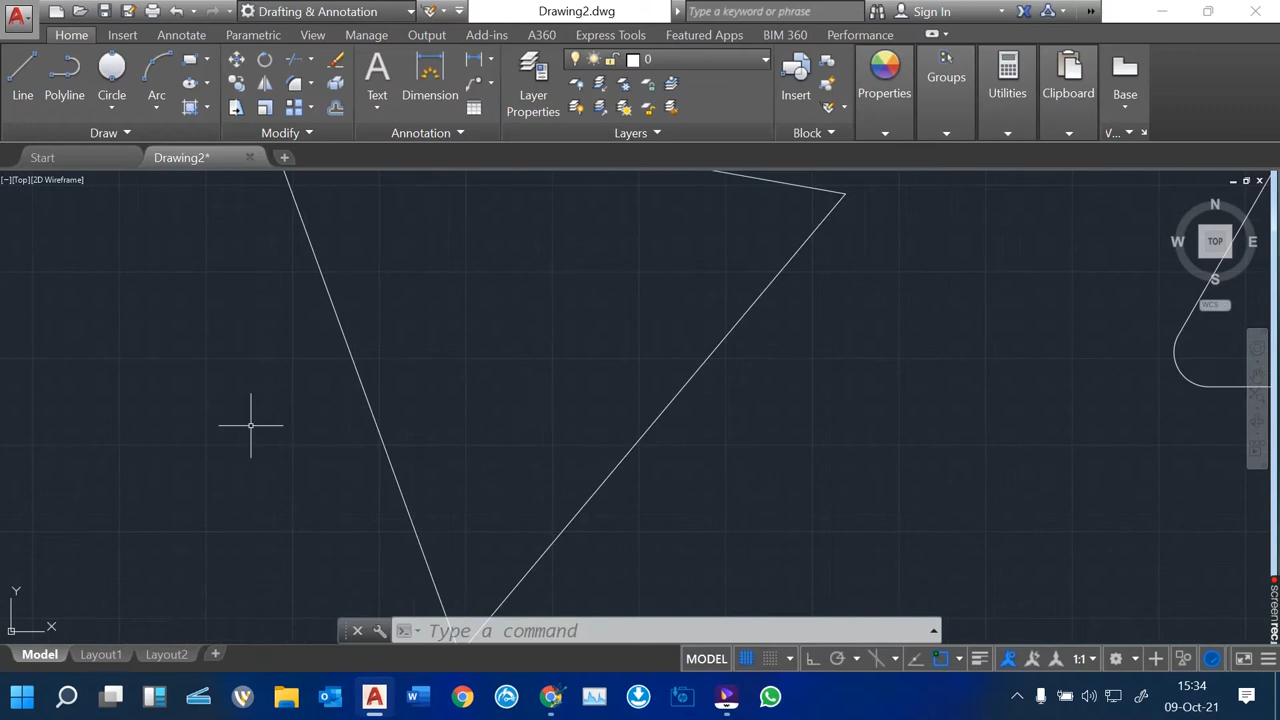 Drafting & Annotation
Drawing2.dwg
Type a keyword or phrase
Sign In
Home Insert Annotate Parametric View Manage Output Add-ins A360 Express Tools Featured Apps BIM 360 Performance
0
Line Polyline Circle Arc Text Dimension Layer Properties Insert Properties Groups Utilities Clipboard Base
Draw Modify Annotation Layers Block V...
Start Drawing2*
[−][Top][2D Wireframe]
N
W TOP E
S
WCS
Y
X
Type a command
screenrec
Model Layout1 Layout2 MODEL 1:1
15:34
09-Oct-21